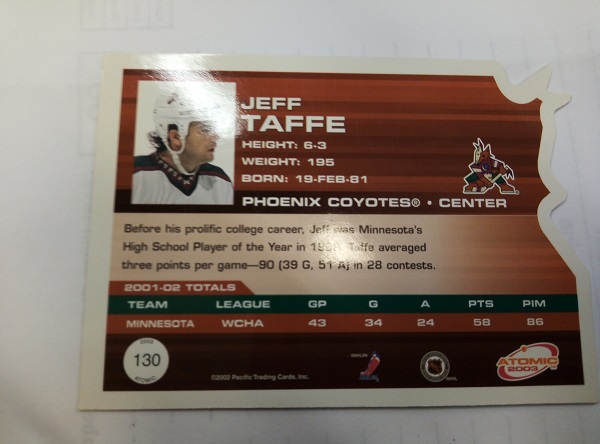 JEFF
TAFFE
HEIGHT: 6-3
WEIGHT: 195
BORN: 19-FEB-81
PHOENIX COYOTES® • CENTER
Before his prolific college career, Jeff was Minnesota's
High School Player of the Year in Taffe averaged
three points per game—90 (39 G, 51 A) in 28 contests.
2001-02 TOTALS
TEAM LEAGUE GP G A PTS PIM
MINNESOTA WCHA 43 34 24 58 86
2002
130
ATOMIC
©2002 Pacific Trading Cards, Inc.
ATOMIC
2003